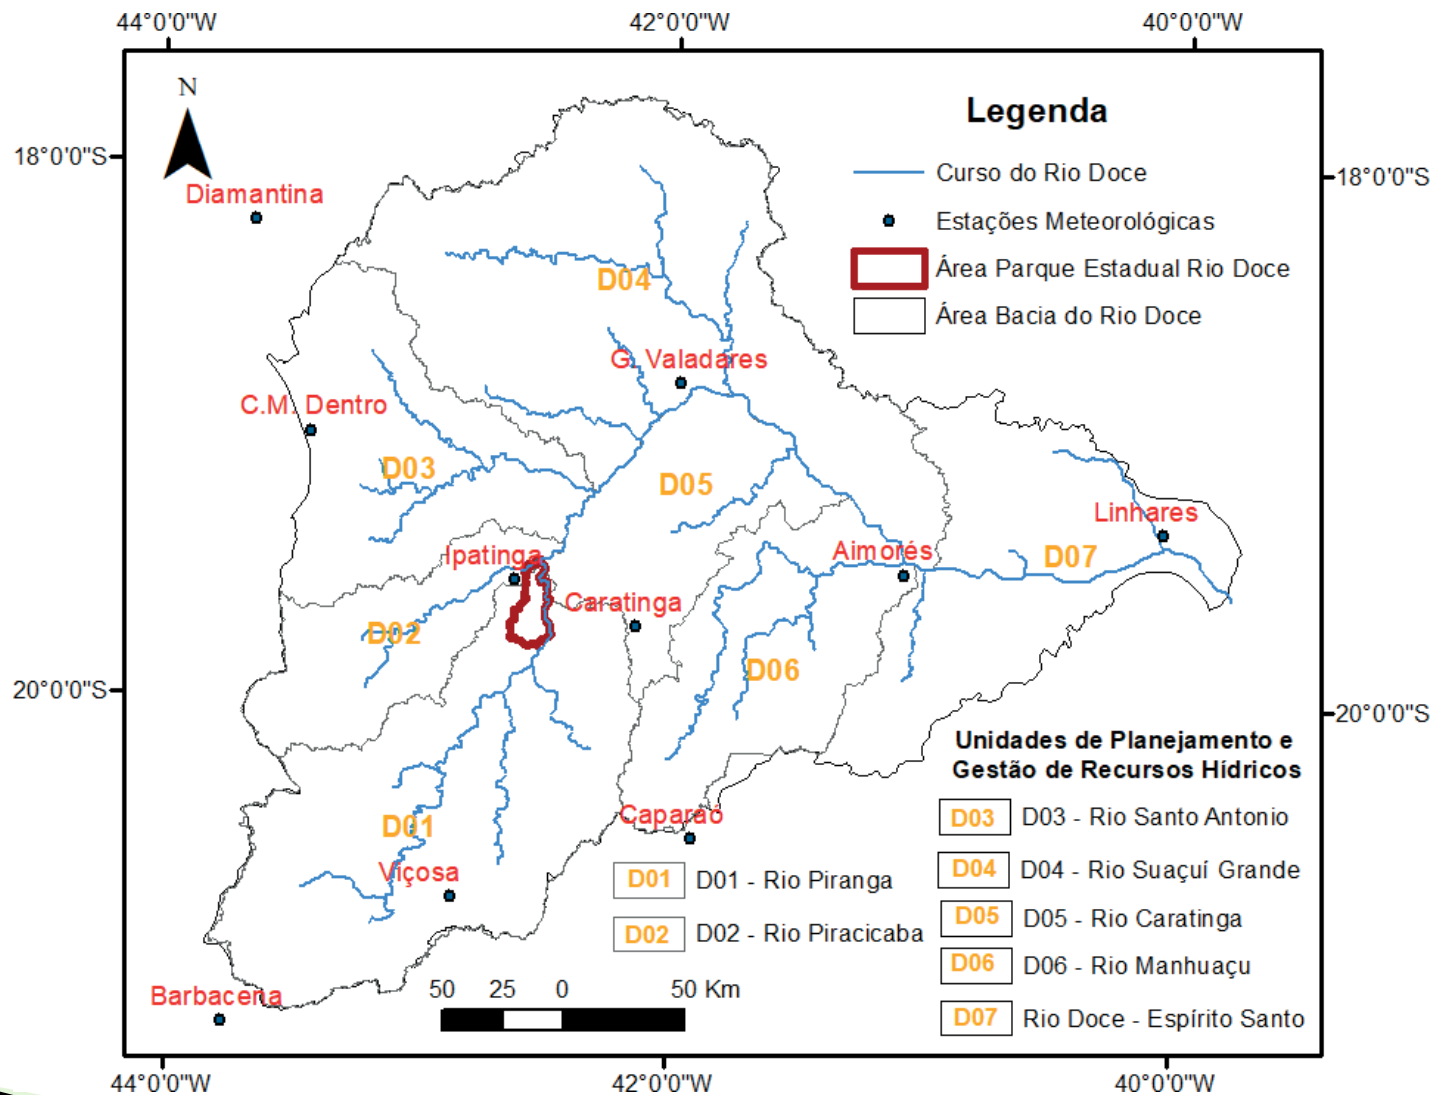 44°0'0"W 42°0'0"W 40°0'0"W
N
Legenda
18°0'0"S
18°0'0"S
Curso do Rio Doce
Diamantina
Estações Meteorológicas
Área Parque Estadual Rio Doce
D04
Área Bacia do Rio Doce
G. Valadares
C.M. Dentro
D03
D05
Linhares
Ipatinga
Aimorés
D07
Caratinga
D02
D06
20°0'0"S
20°0'0"S
Unidades de Planejamento e
Gestão de Recursos Hídricos
Caparaó
D03 D03 - Rio Santo Antonio
D01
Viçosa
D04 D04 - Rio Suaçuí Grande
D01 D01 - Rio Piranga
D05 D05 - Rio Caratinga
D02 D02 - Rio Piracicaba
D06 D06 - Rio Manhuaçu
Barbacena
50 25 0 50 Km
D07 Rio Doce - Espírito Santo
44°0'0"W 42°0'0"W 40°0'0"W